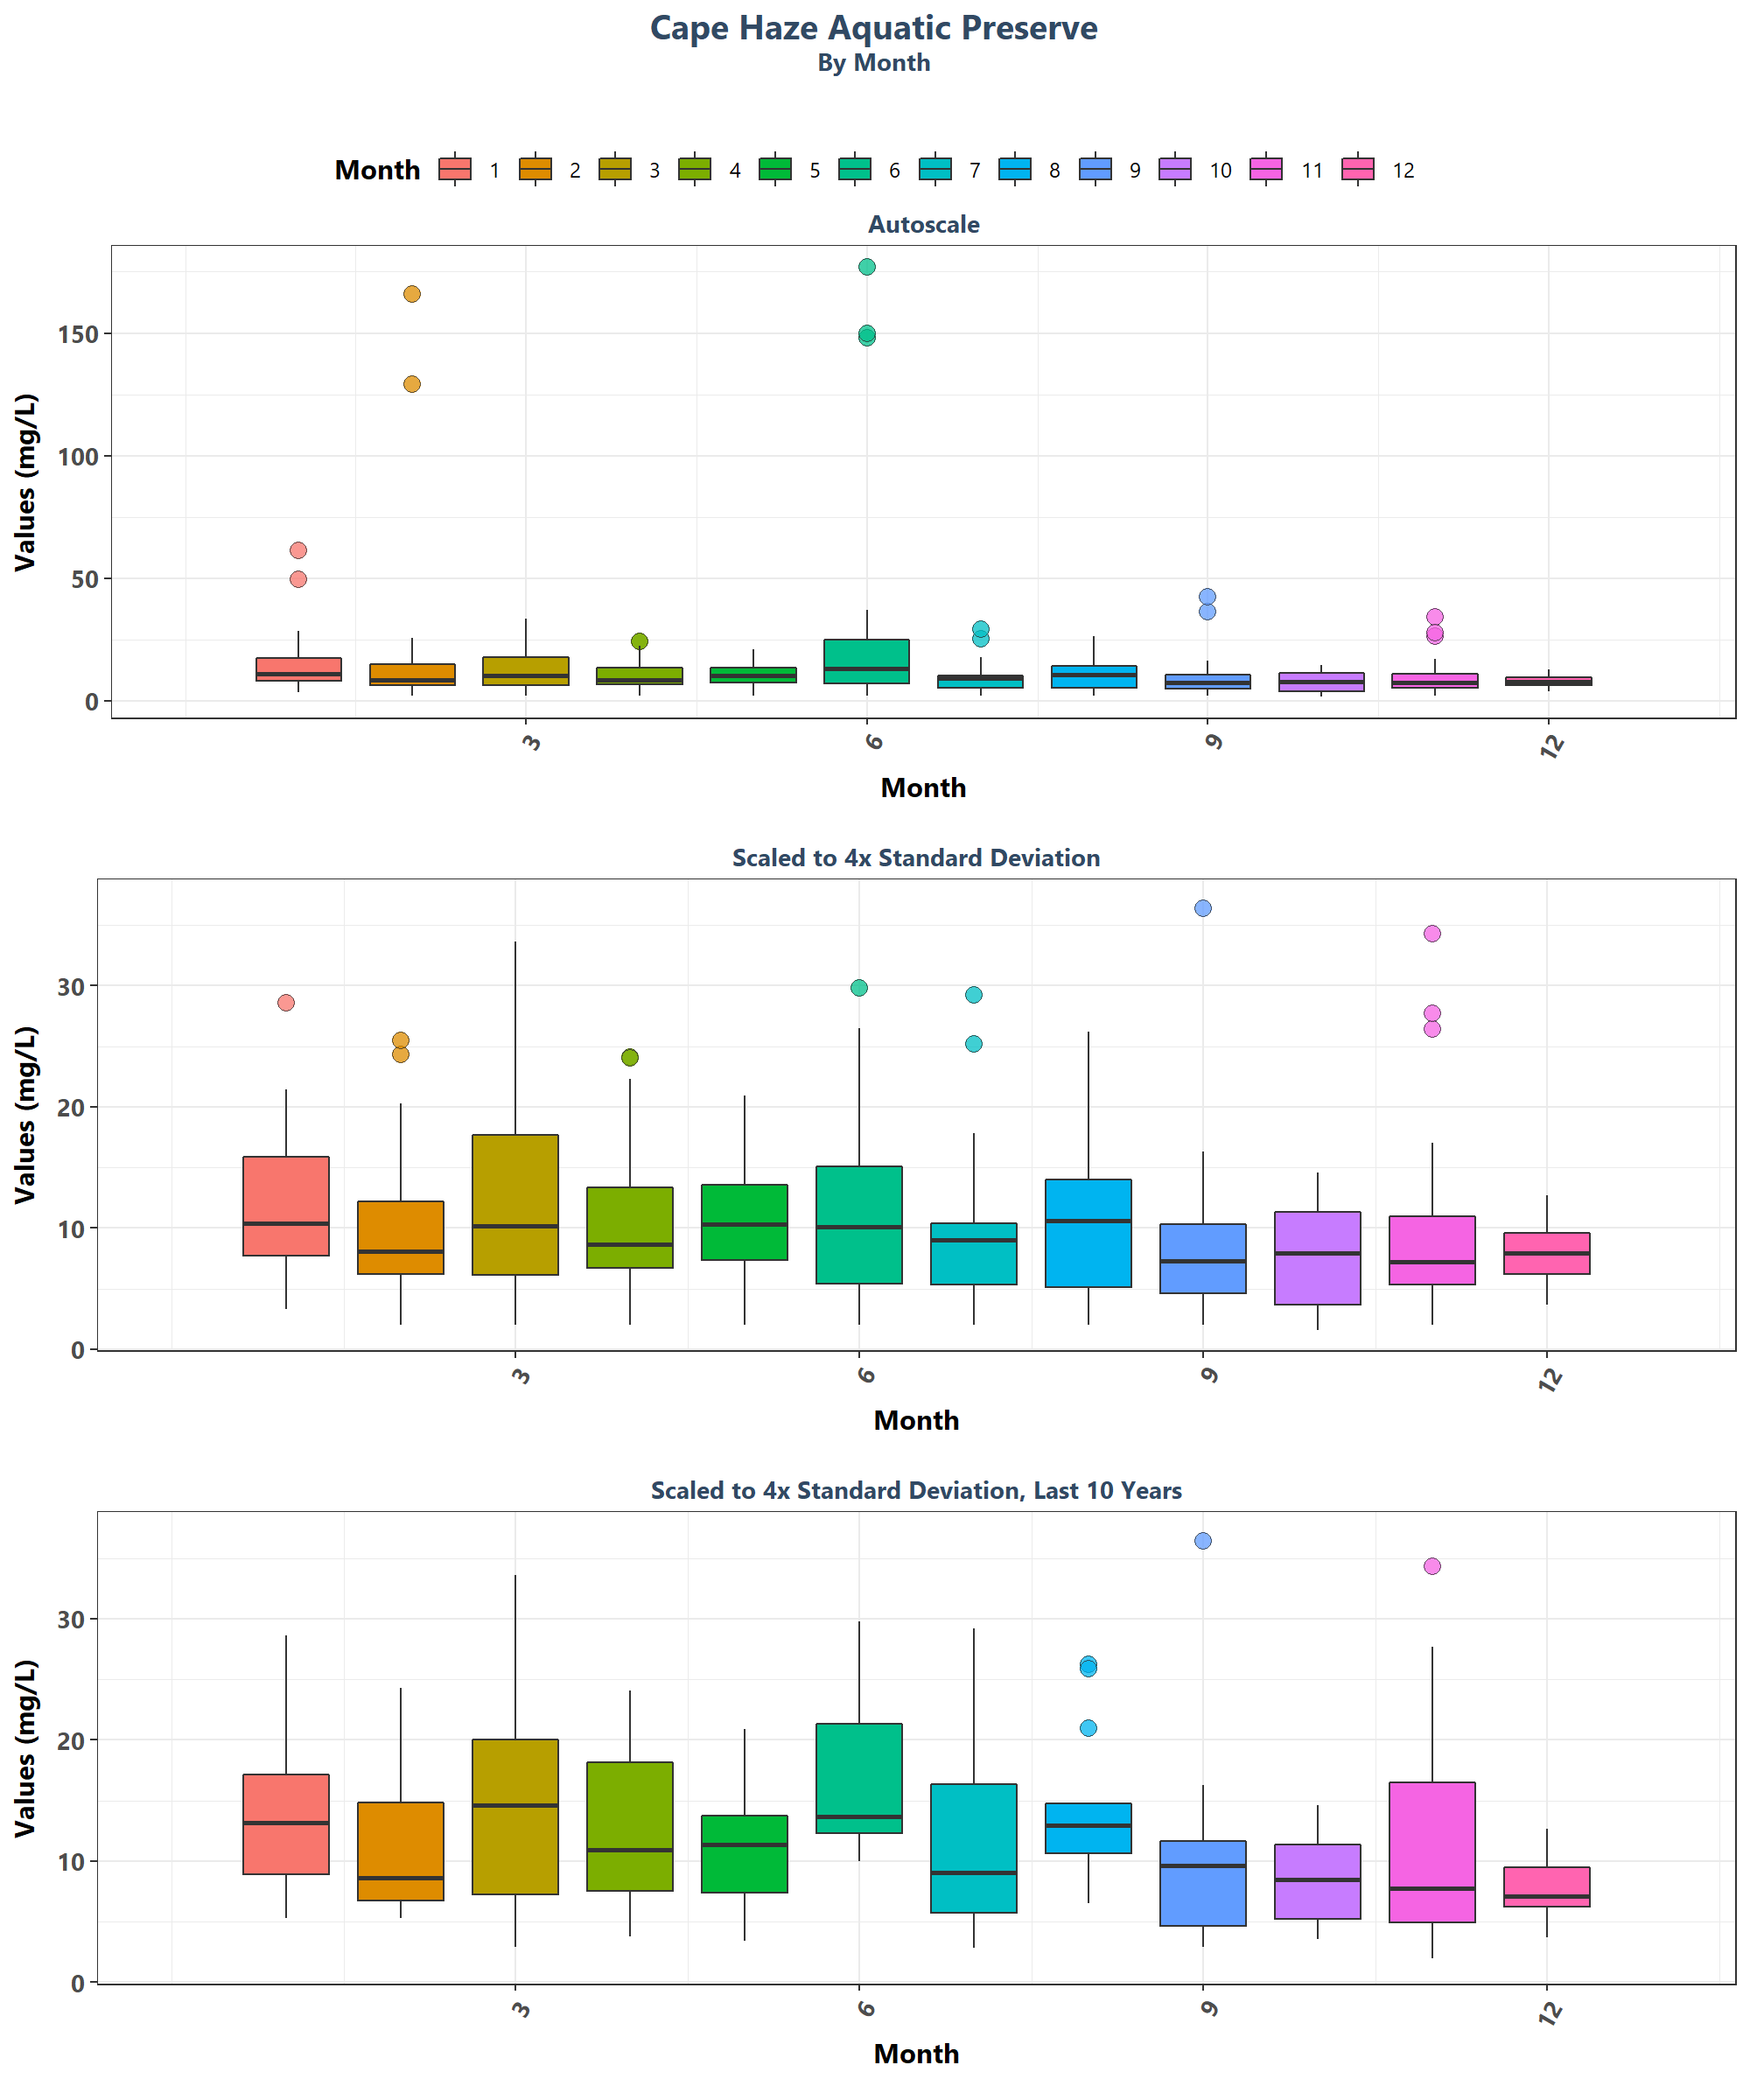 Cape Haze Aquatic Preserve
By Month
Month 1 2 3 4 5 6 7 8 9 10 11 12
Autoscale
Values (mg/L)
150
100
50
0
3 6 9 12
Month
Scaled to 4x Standard Deviation
Values (mg/L)
30
20
10
0
3 6 9 12
Month
Scaled to 4x Standard Deviation, Last 10 Years
Values (mg/L)
30
20
10
0
3 6 9 12
Month